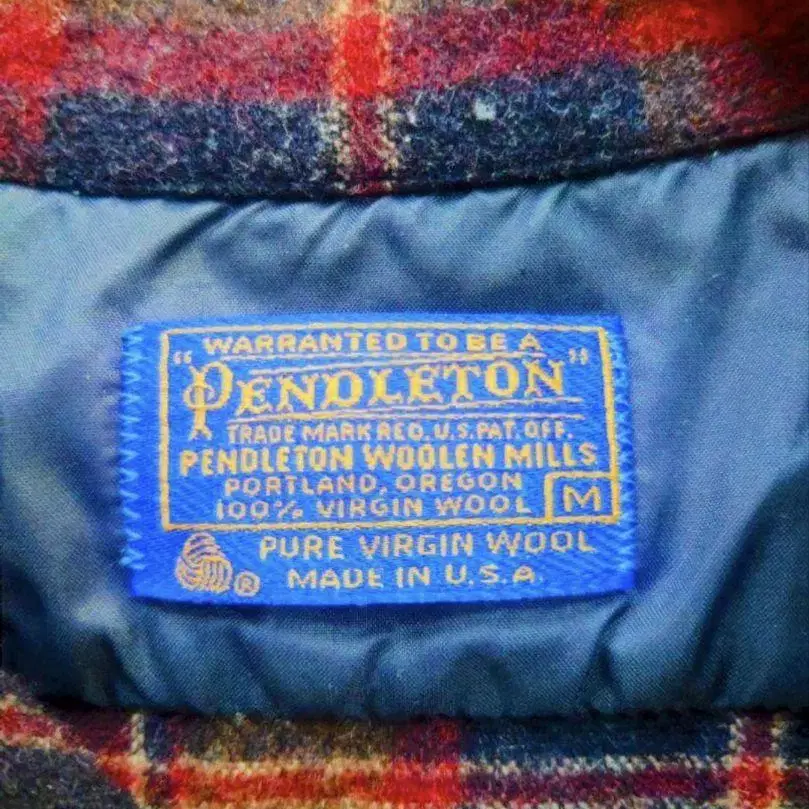 WARRANTED TO BE A
"PENDLETON"
TRADE MARK REG. U.S. PAT. OFF.
PENDLETON WOOLEN MILLS
PORTLAND, OREGON
100% VIRGIN WOOL M
PURE VIRGIN WOOL
® MADE IN U.S.A.